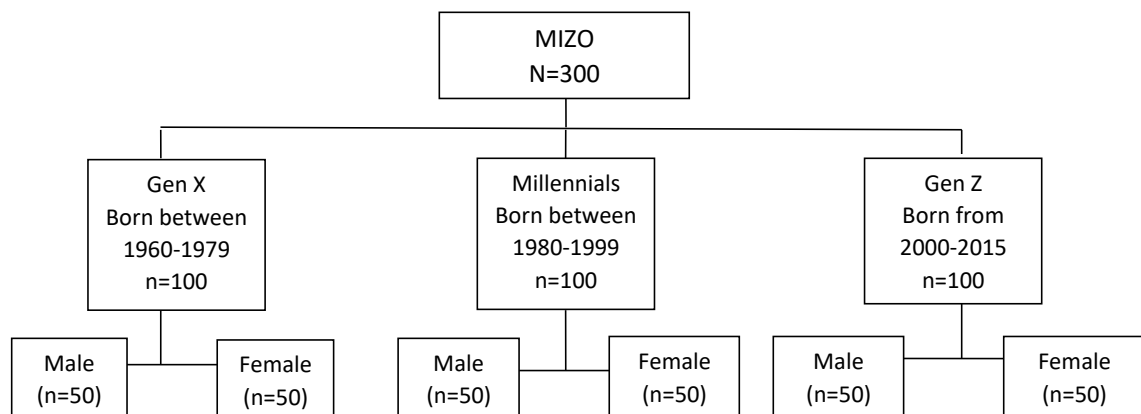 MIZO
N=300
Gen X
Born between
1960-1979
n=100
Millennials
Born between
1980-1999
n=100
Gen Z
Born from
2000-2015
n=100
Male
(n=50)
Female
(n=50)
Male
(n=50)
Female
(n=50)
Male
(n=50)
Female
(n=50)